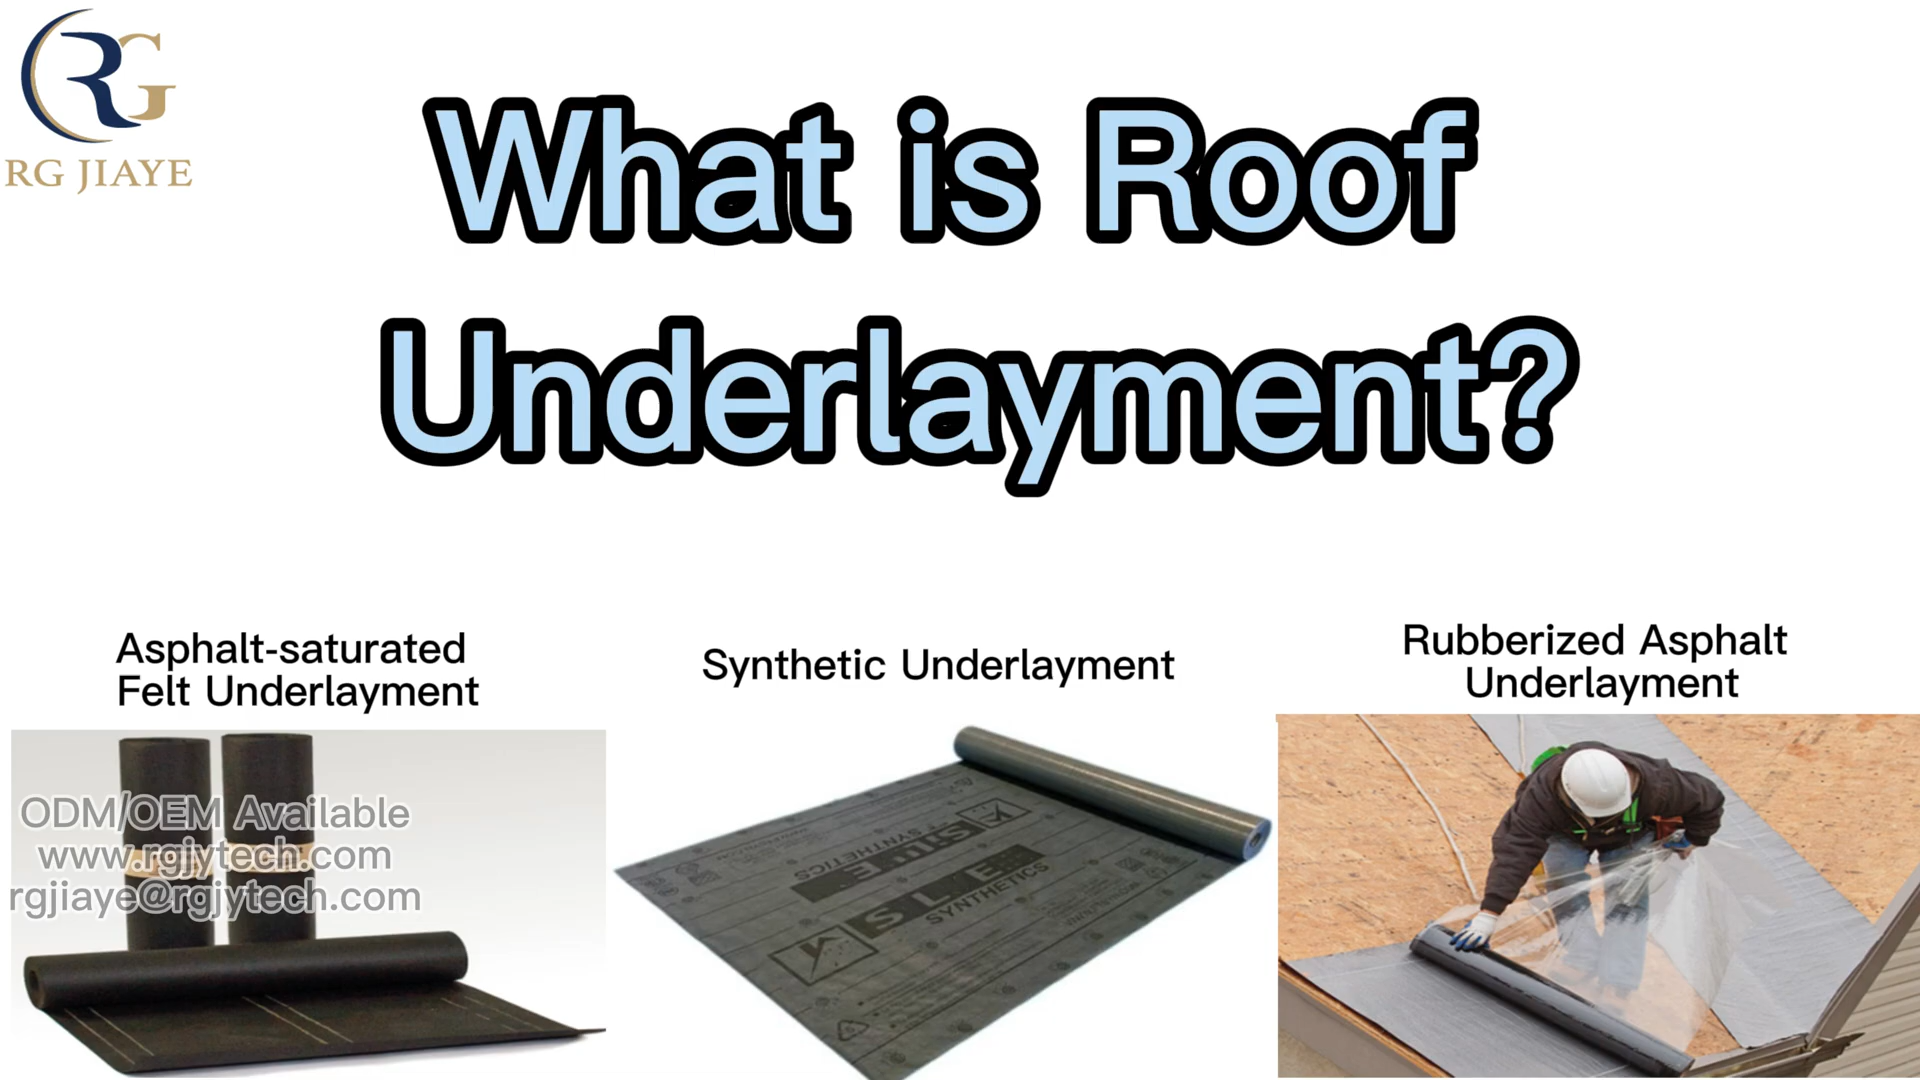 RG
RG JIAYE
What is Roof
Underlayment?
Asphalt-saturated
Felt Underlayment
Synthetic Underlayment
Rubberized Asphalt
Underlayment
ODM/OEM Available
www.rgjytech.com
rgjiaye@rgjytech.com
SYNTHETICS
SYNTHETICS